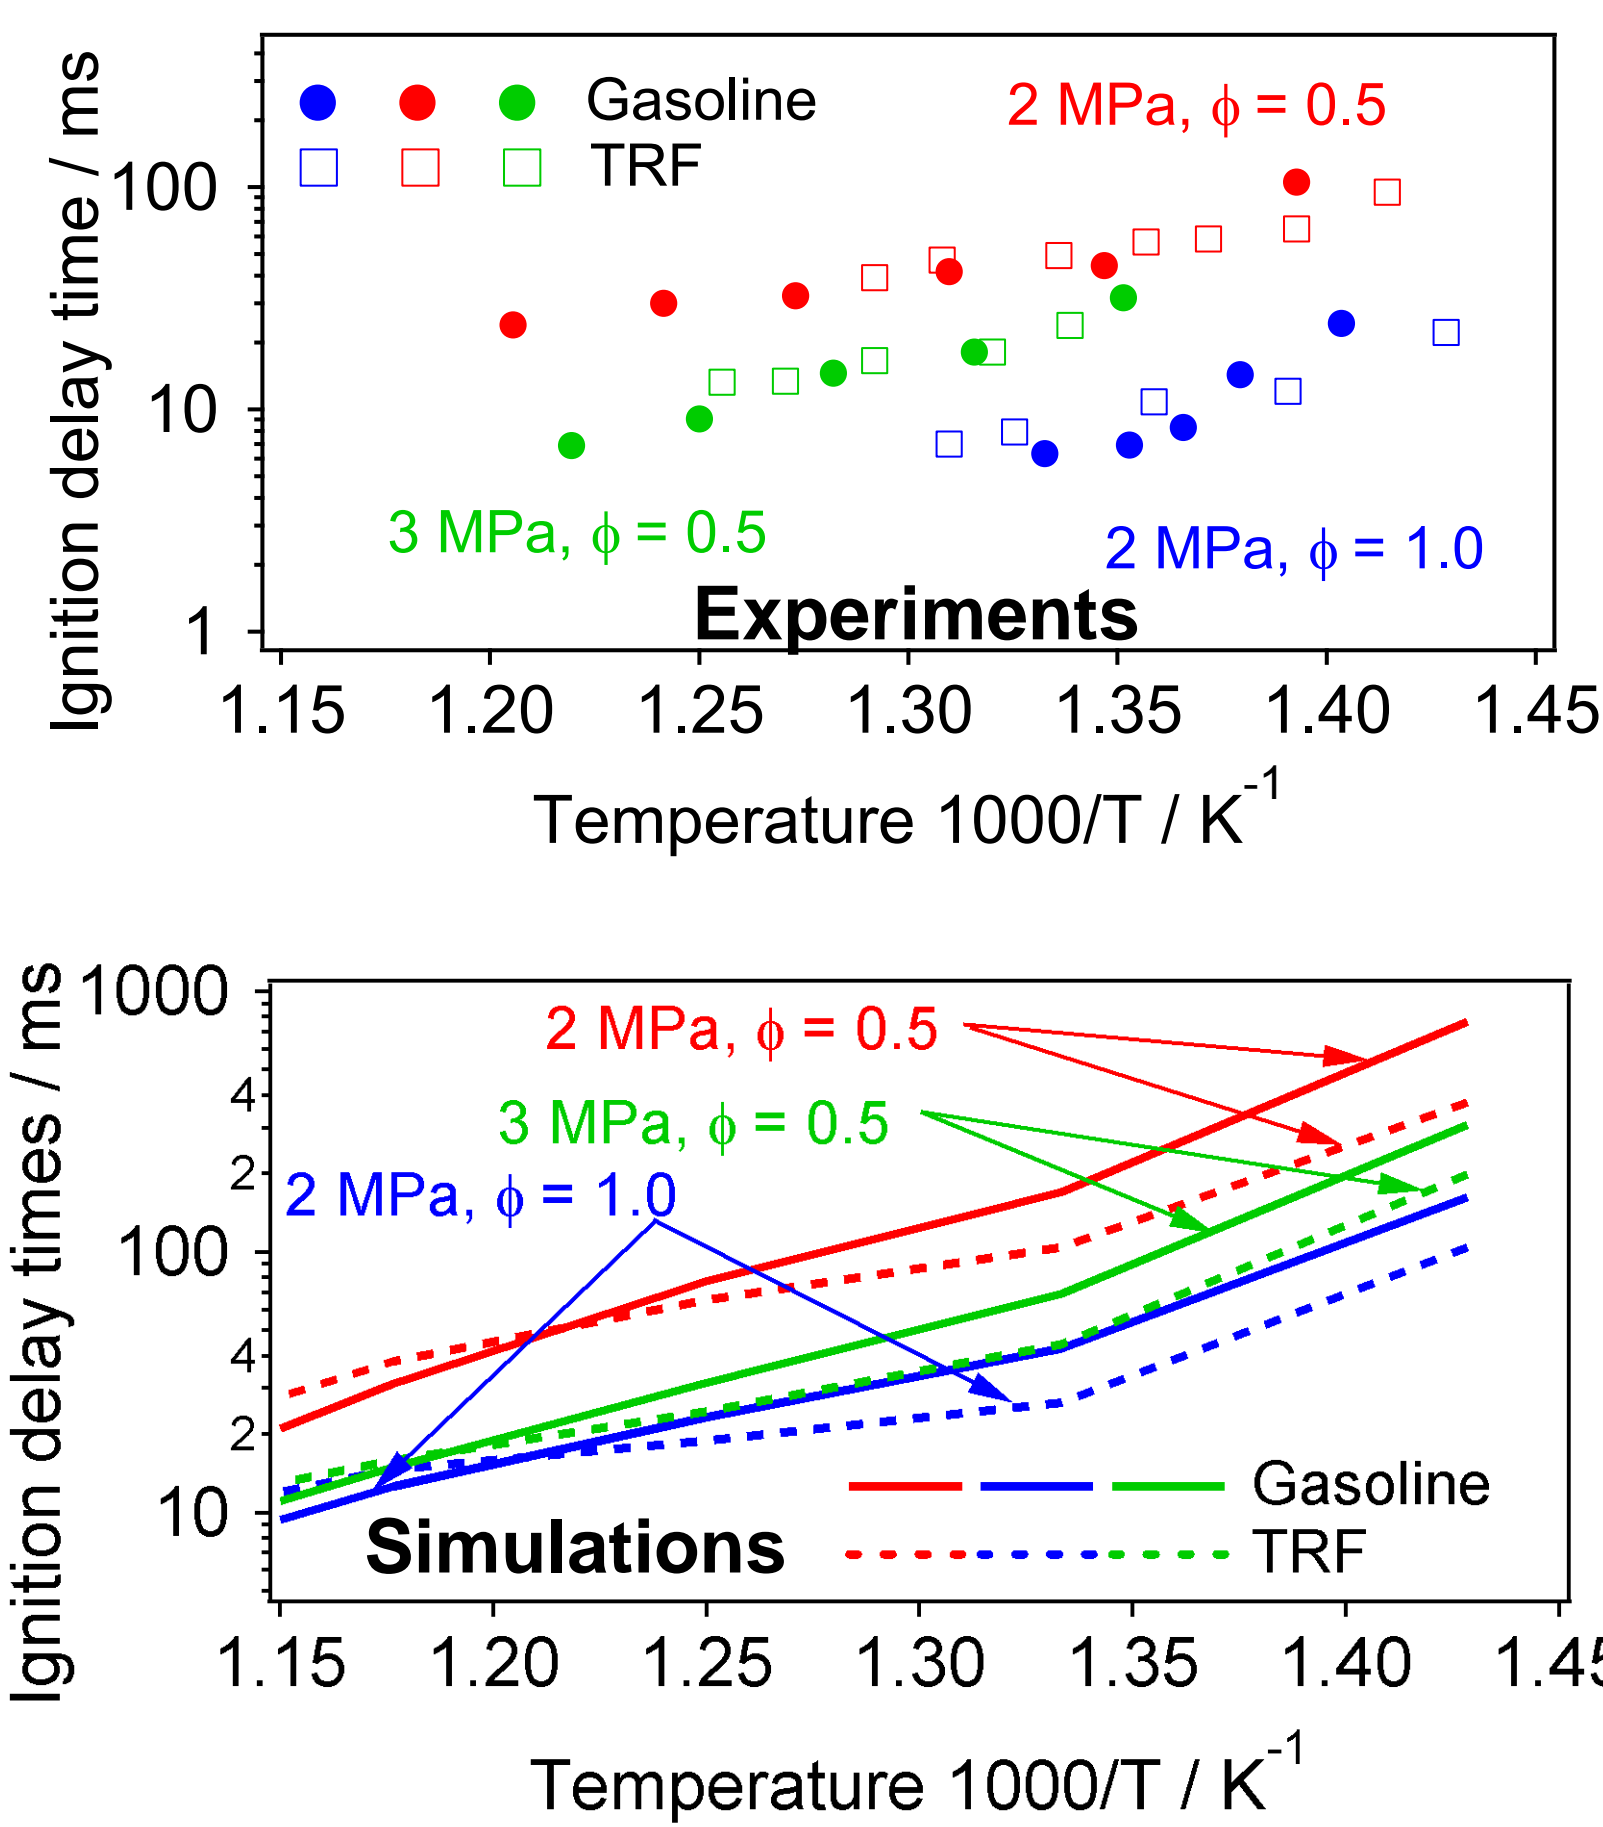 Ignition delay time / ms
Gasoline
2 MPa, ϕ = 0.5
TRF
100
10
3 MPa, ϕ = 0.5
2 MPa, ϕ = 1.0
Experiments
1
1.15 1.20 1.25 1.30 1.35 1.40 1.45
Temperature 1000/T / K⁻¹
Ignition delay times / ms
1000
2 MPa, ϕ = 0.5
4
3 MPa, ϕ = 0.5
2
2 MPa, ϕ = 1.0
100
4
2
Gasoline
10
Simulations
TRF
1.15 1.20 1.25 1.30 1.35 1.40 1.45
Temperature 1000/T / K⁻¹